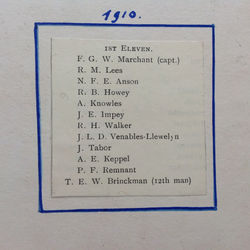 1910.
1ST ELEVEN.
F. G. W. Marchant (capt.)
R. M. Lees
N. F. E. Anson
R. B. Howey
A. Knowles
J. E. Impey
R. H. Walker
J. L. D. Venables-Llewelyn
J. Tabor
A. E. Keppel
P. F. Remnant
T. E. W. Brinckman (12th man)